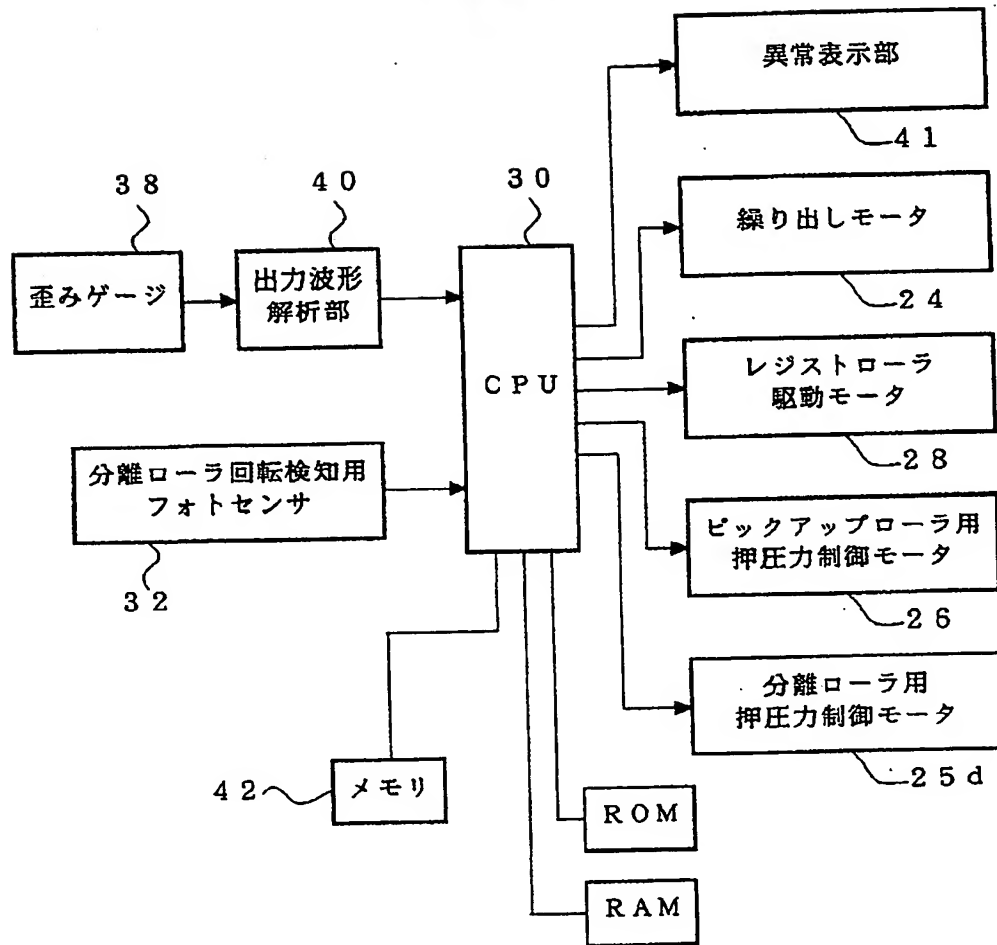 異常表示部
41
38
40
30
歪みゲージ
出力波形
解析部
CPU
繰り出しモータ
24
レジストローラ
駆動モータ
28
分離ローラ回転検知用
フォトセンサ
32
ピックアップローラ用
押圧力制御モータ
26
分離ローラ用
押圧力制御モータ
25d
42
メモリ
ROM
RAM